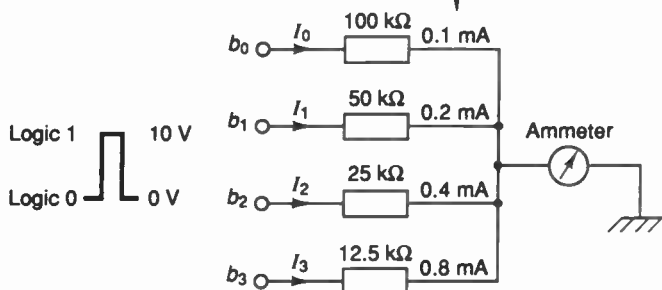 100 kΩ
b₀ I₀ 0.1 mA
50 kΩ
b₁ I₁ 0.2 mA
Logic 1 10 V
Ammeter
25 kΩ
Logic 0 0 V
b₂ I₂ 0.4 mA
12.5 kΩ
b₃ I₃ 0.8 mA